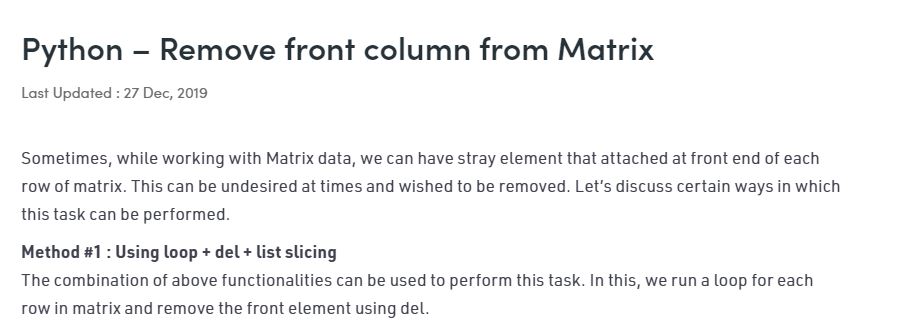 Python – Remove front column from Matrix
Last Updated : 27 Dec, 2019
Sometimes, while working with Matrix data, we can have stray element that attached at front end of each
row of matrix. This can be undesired at times and wished to be removed. Let’s discuss certain ways in which
this task can be performed.
Method #1 : Using loop + del + list slicing
The combination of above functionalities can be used to perform this task. In this, we run a loop for each
row in matrix and remove the front element using del.